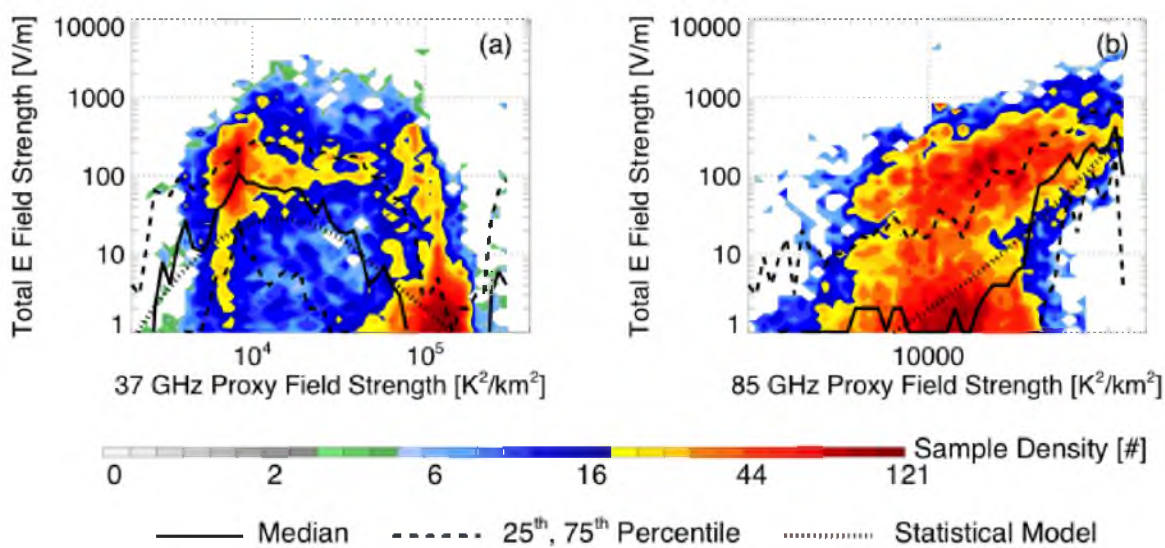 10000
1000
100
10
1
Total E Field Strength [V/m]
(a)
10⁴
10⁵
37 GHz Proxy Field Strength [K²/km²]
10000
1000
100
10
1
Total E Field Strength [V/m]
(b)
10000
85 GHz Proxy Field Strength [K²/km²]
Sample Density [#]
0 2 6 16 44 121
Median 25ᵗʰ, 75ᵗʰ Percentile Statistical Model